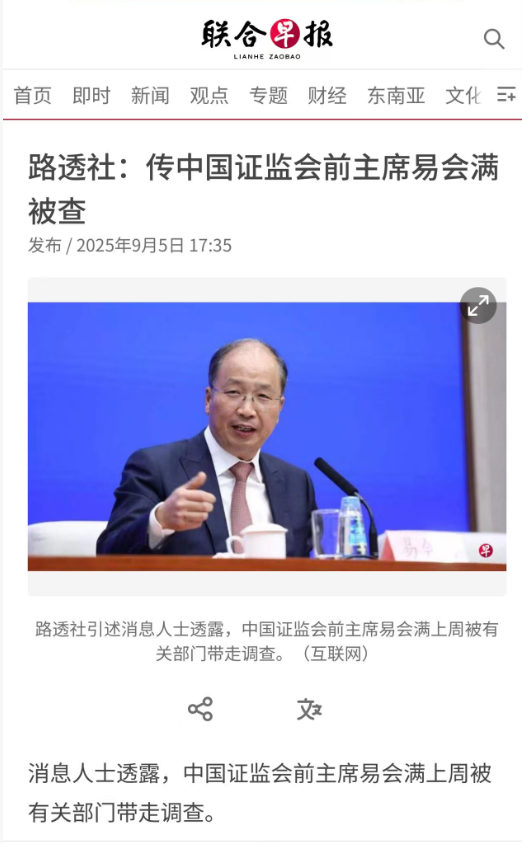 联合早报
LIANHE ZAOBAO
首页 即时 新闻 观点 专题 财经 东南亚 文化
路透社：传中国证监会前主席易会满
被查
发布 / 2025年9月5日 17:35
易会
早
路透社引述消息人士透露，中国证监会前主席易会满上周被有
关部门带走调查。（互联网）
消息人士透露，中国证监会前主席易会满上周被
有关部门带走调查。